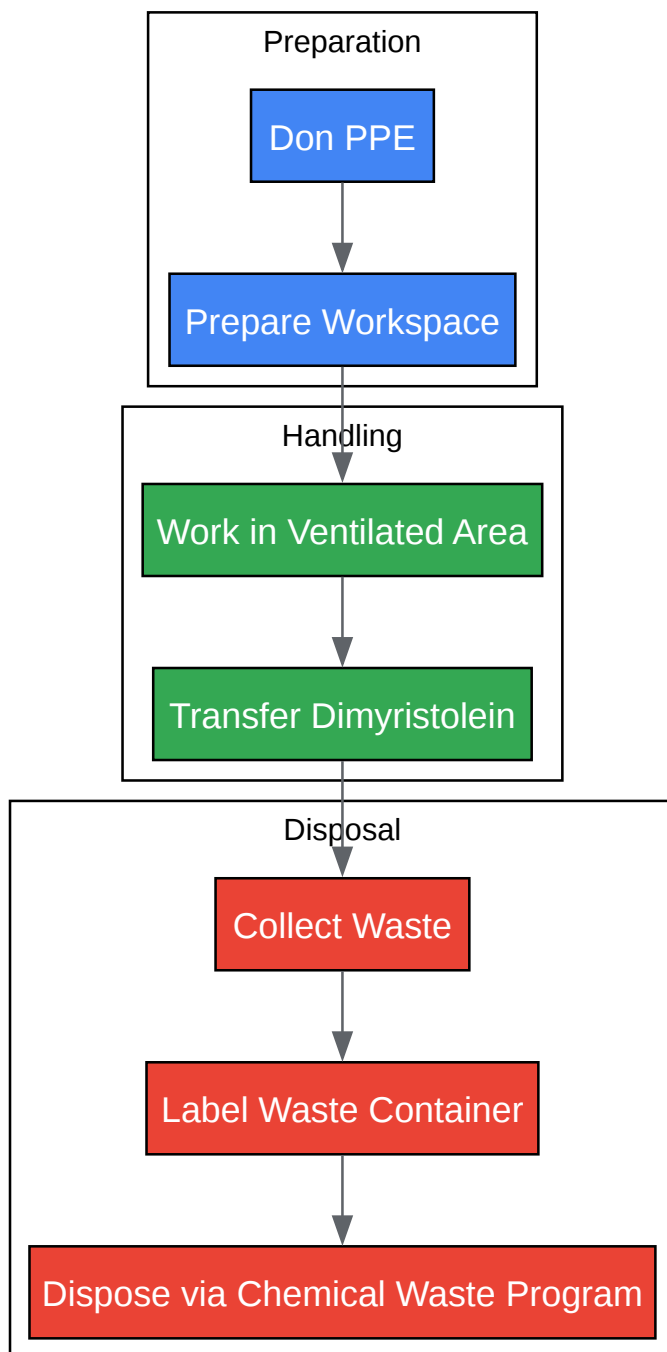 Preparation
Don PPE
Prepare Workspace
Handling
Work in Ventilated Area
Transfer Dimyristolein
Disposal
Collect Waste
Label Waste Container
Dispose via Chemical Waste Program